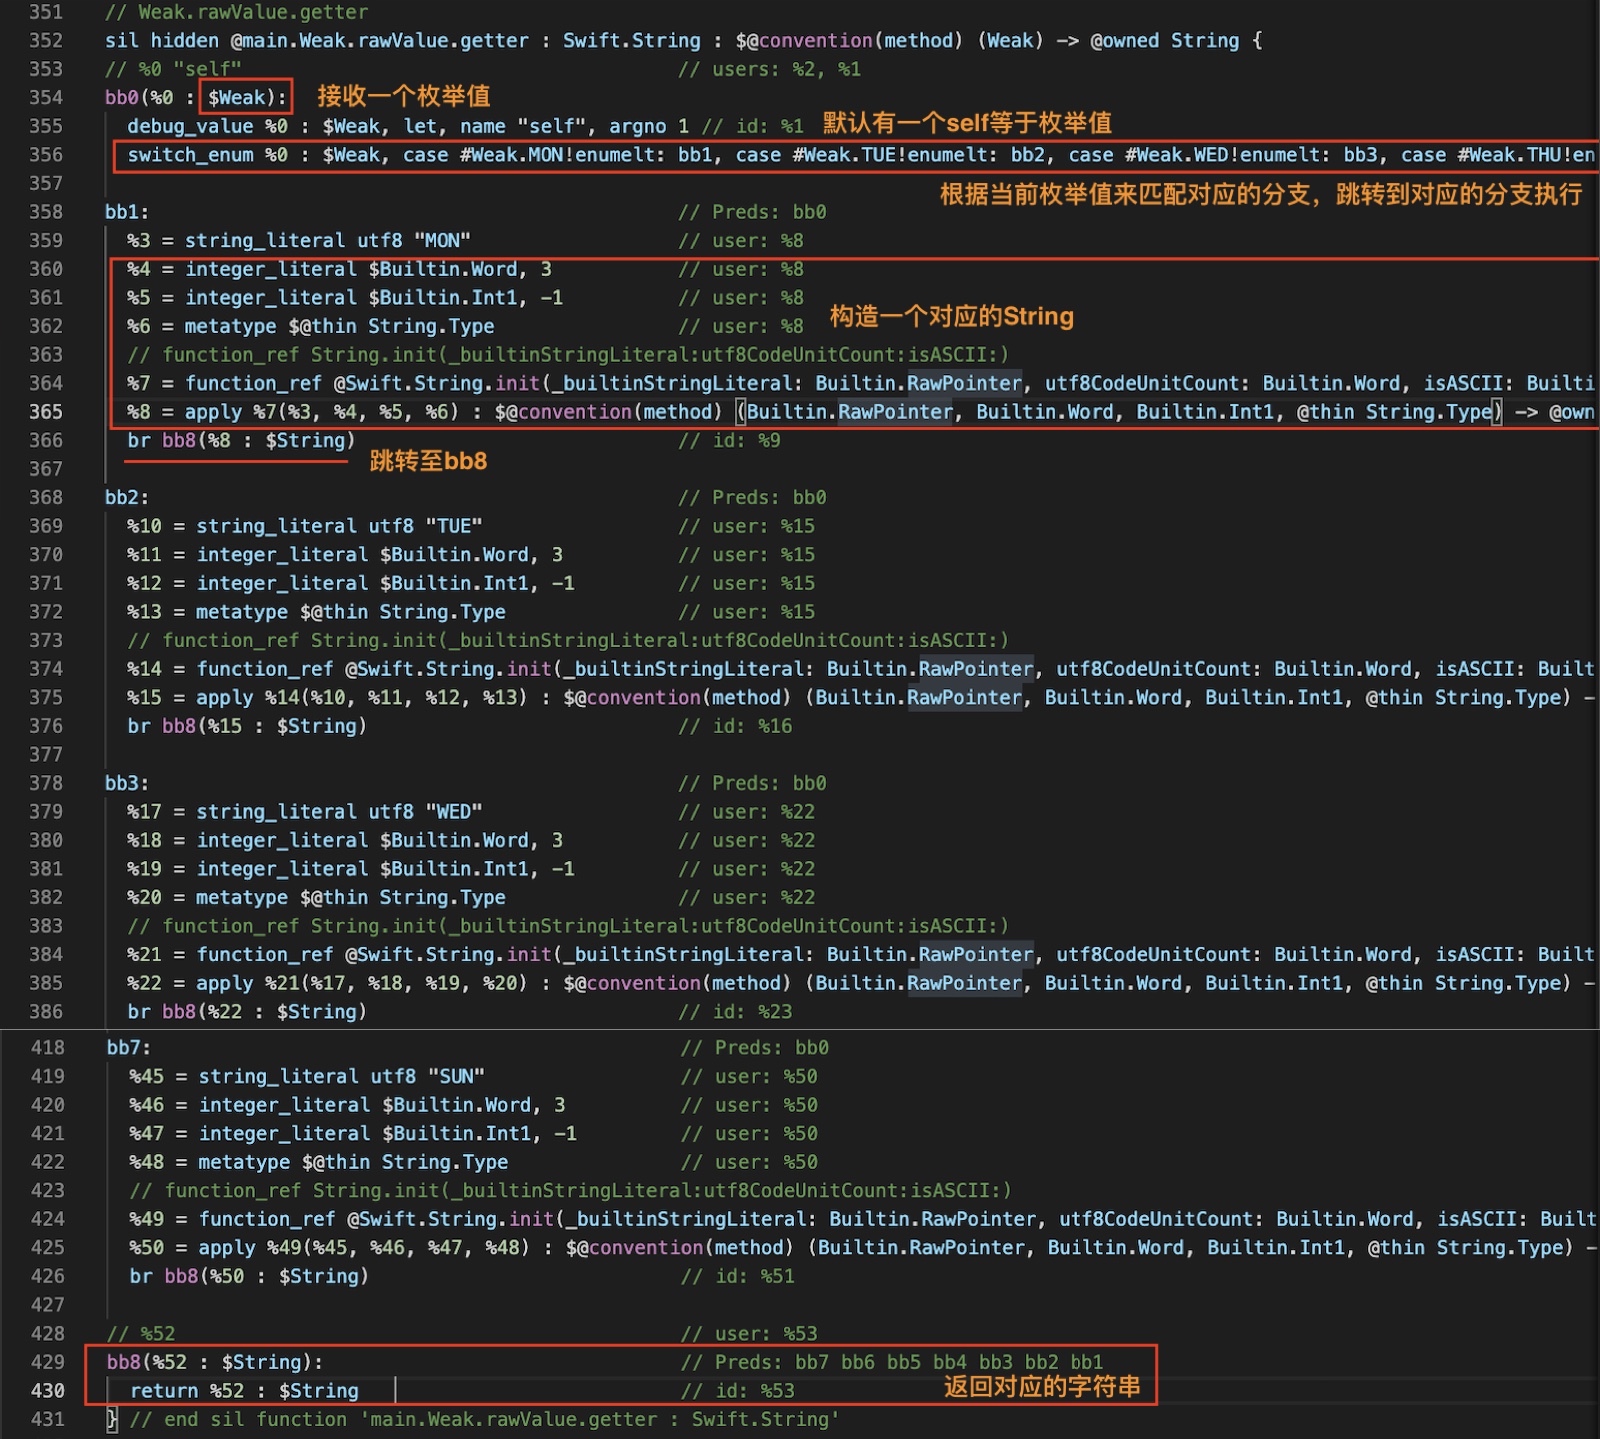 351 // Weak.rawValue.getter
352 sil hidden @main.Weak.rawValue.getter : Swift.String : $@convention(method) (Weak) -> @owned String {
353 // %0 "self" // users: %2, %1
354 bb0(%0 : $Weak): 接收一个枚举值
355 debug_value %0 : $Weak, let, name "self", argno 1 // id: %1 默认有一个self等于枚举值
356 switch_enum %0 : $Weak, case #Weak.MON!enumelt: bb1, case #Weak.TUE!enumelt: bb2, case #Weak.WED!enumelt: bb3, case #Weak.THU!en
357
根据当前枚举值来匹配对应的分支，跳转到对应的分支执行
358 bb1: // Preds: bb0
359 %3 = string_literal utf8 "MON" // user: %8
360 %4 = integer_literal $Builtin.Word, 3 // user: %8
361 %5 = integer_literal $Builtin.Int1, -1 // user: %8
362 %6 = metatype $@thin String.Type // user: %8 构造一个对应的String
363 // function_ref String.init(_builtinStringLiteral:utf8CodeUnitCount:isASCII:)
364 %7 = function_ref @Swift.String.init(_builtinStringLiteral: Builtin.RawPointer, utf8CodeUnitCount: Builtin.Word, isASCII: Builti
365 %8 = apply %7(%3, %4, %5, %6) : $@convention(method) (Builtin.RawPointer, Builtin.Word, Builtin.Int1, @thin String.Type) -> @own
366 br bb8(%8 : $String) // id: %9
367 跳转至bb8
368 bb2: // Preds: bb0
369 %10 = string_literal utf8 "TUE" // user: %15
370 %11 = integer_literal $Builtin.Word, 3 // user: %15
371 %12 = integer_literal $Builtin.Int1, -1 // user: %15
372 %13 = metatype $@thin String.Type // user: %15
373 // function_ref String.init(_builtinStringLiteral:utf8CodeUnitCount:isASCII:)
374 %14 = function_ref @Swift.String.init(_builtinStringLiteral: Builtin.RawPointer, utf8CodeUnitCount: Builtin.Word, isASCII: Built
375 %15 = apply %14(%10, %11, %12, %13) : $@convention(method) (Builtin.RawPointer, Builtin.Word, Builtin.Int1, @thin String.Type) -
376 br bb8(%15 : $String) // id: %16
377
378 bb3: // Preds: bb0
379 %17 = string_literal utf8 "WED" // user: %22
380 %18 = integer_literal $Builtin.Word, 3 // user: %22
381 %19 = integer_literal $Builtin.Int1, -1 // user: %22
382 %20 = metatype $@thin String.Type // user: %22
383 // function_ref String.init(_builtinStringLiteral:utf8CodeUnitCount:isASCII:)
384 %21 = function_ref @Swift.String.init(_builtinStringLiteral: Builtin.RawPointer, utf8CodeUnitCount: Builtin.Word, isASCII: Built
385 %22 = apply %21(%17, %18, %19, %20) : $@convention(method) (Builtin.RawPointer, Builtin.Word, Builtin.Int1, @thin String.Type) -
386 br bb8(%22 : $String) // id: %23
418 bb7: // Preds: bb0
419 %45 = string_literal utf8 "SUN" // user: %50
420 %46 = integer_literal $Builtin.Word, 3 // user: %50
421 %47 = integer_literal $Builtin.Int1, -1 // user: %50
422 %48 = metatype $@thin String.Type // user: %50
423 // function_ref String.init(_builtinStringLiteral:utf8CodeUnitCount:isASCII:)
424 %49 = function_ref @Swift.String.init(_builtinStringLiteral: Builtin.RawPointer, utf8CodeUnitCount: Builtin.Word, isASCII: Built
425 %50 = apply %49(%45, %46, %47, %48) : $@convention(method) (Builtin.RawPointer, Builtin.Word, Builtin.Int1, @thin String.Type) -
426 br bb8(%50 : $String) // id: %51
427
428 // %52 // user: %53
429 bb8(%52 : $String): // Preds: bb7 bb6 bb5 bb4 bb3 bb2 bb1
430 return %52 : $String // id: %53 返回对应的字符串
431 } // end sil function 'main.Weak.rawValue.getter : Swift.String'